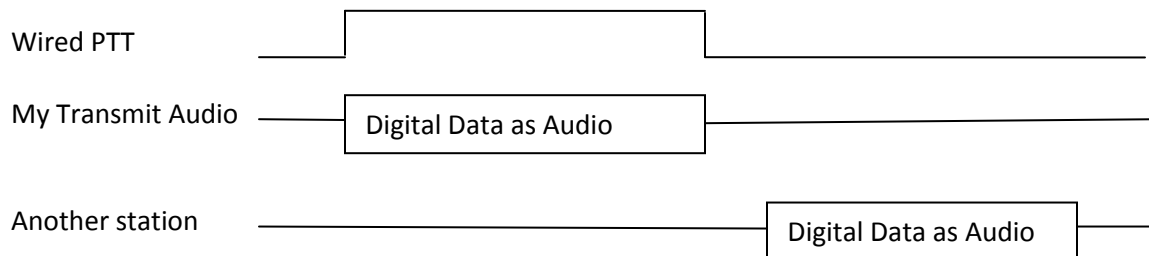 Wired PTT
My Transmit Audio
Digital Data as Audio
Another station
Digital Data as Audio